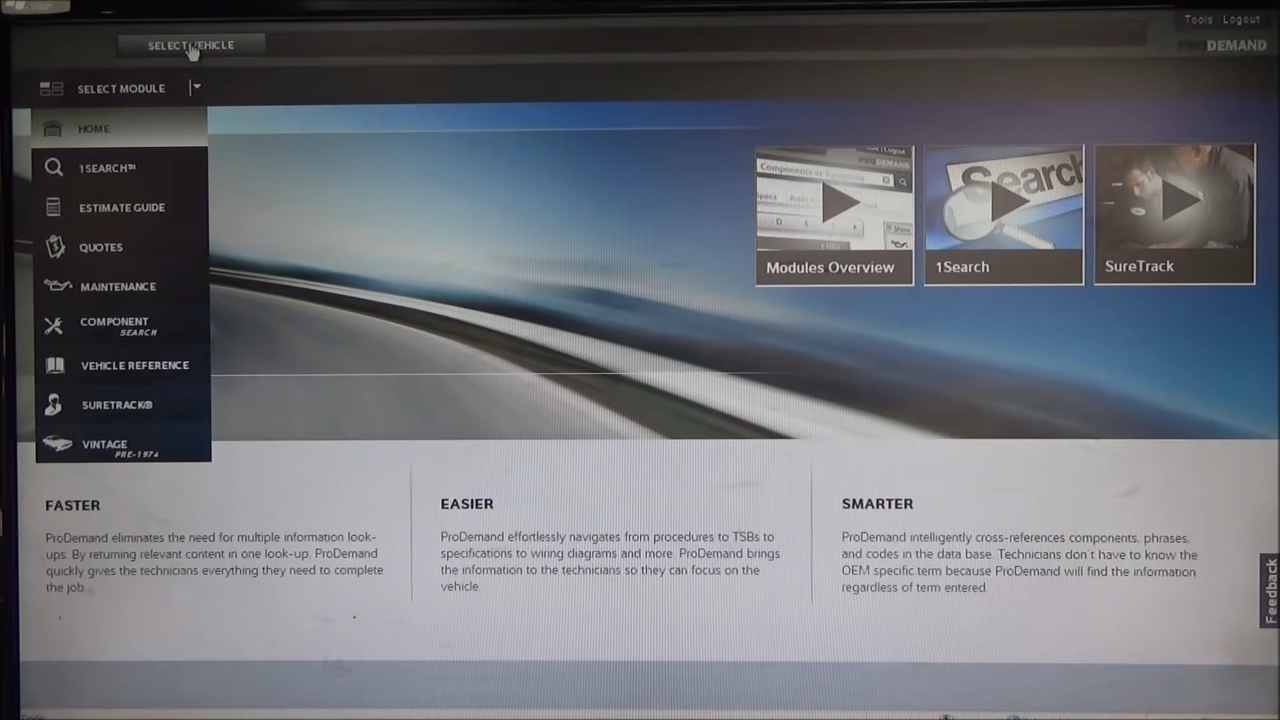 Tools Logout
SELECT VEHICLE
PRODEMAND
SELECT MODULE
HOME
1SEARCH™
ESTIMATE GUIDE
QUOTES
MAINTENANCE
COMPONENT
SEARCH
VEHICLE REFERENCE
SURETRACK®
VINTAGE
PRE-1974
PRODEMAND
Components or Symptoms
Search
Modules Overview
1Search
SureTrack
FASTER
ProDemand eliminates the need for multiple information look-
ups. By returning relevant content in one look-up. ProDemand
quickly gives the technicians everything they need to complete
the job.
EASIER
ProDemand effortlessly navigates from procedures to TSBs to
specifications to wiring diagrams and more. ProDemand brings
the information to the technicians so they can focus on the
vehicle.
SMARTER
ProDemand intelligently cross-references components, phrases,
and codes in the data base. Technicians don't have to know the
OEM specific term because ProDemand will find the information
regardless of term entered.
Feedback